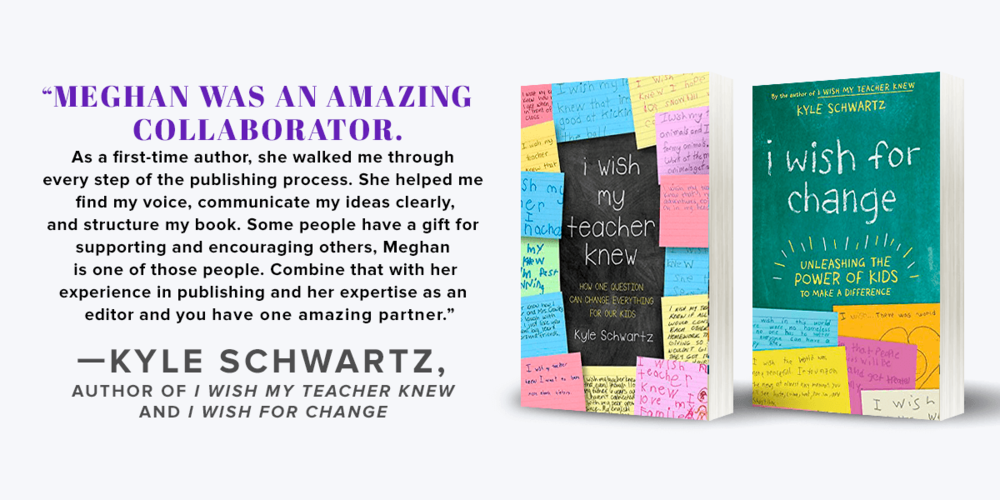 “MEGHAN WAS AN AMAZING
COLLABORATOR.
As a first-time author, she walked me through
every step of the publishing process. She helped me
find my voice, communicate my ideas clearly,
and structure my book. Some people have a gift for
supporting and encouraging others, Meghan
is one of those people. Combine that with her
experience in publishing and her expertise as an
editor and you have one amazing partner.”
—KYLE SCHWARTZ,
AUTHOR OF I WISH MY TEACHER KNEW
AND I WISH FOR CHANGE
i wish
my
teacher
knew
HOW ONE QUESTION
CAN CHANGE EVERYTHING
FOR OUR KIDS
Kyle Schwartz
By the author of I WISH MY TEACHER KNEW
KYLE SCHWARTZ
i wish for
change
UNLEASHING THE
POWER OF KIDS
TO MAKE A DIFFERENCE
I wish